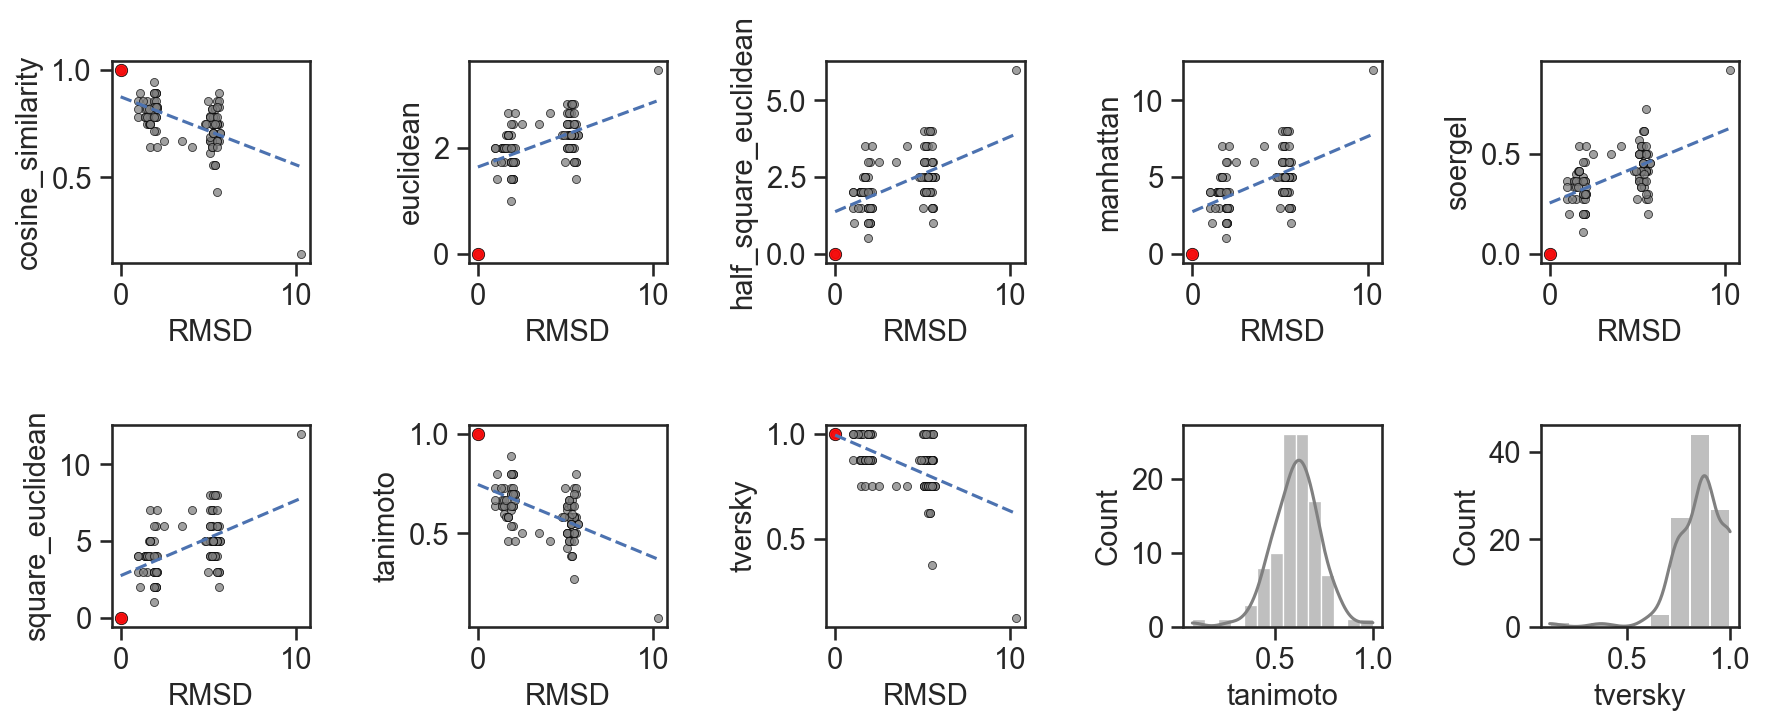 cosine_similarity
1.0
0.5
0 10
RMSD
euclidean
2
0
0 10
RMSD
half_square_euclidean
5.0
2.5
0.0
0 10
RMSD
manhattan
10
5
0
0 10
RMSD
soergel
0.5
0.0
0 10
RMSD
square_euclidean
10
5
0
0 10
RMSD
tanimoto
1.0
0.5
0 10
RMSD
tversky
1.0
0.5
0 10
RMSD
Count
20
10
0
0.5 1.0
tanimoto
Count
40
20
0
0.5 1.0
tversky